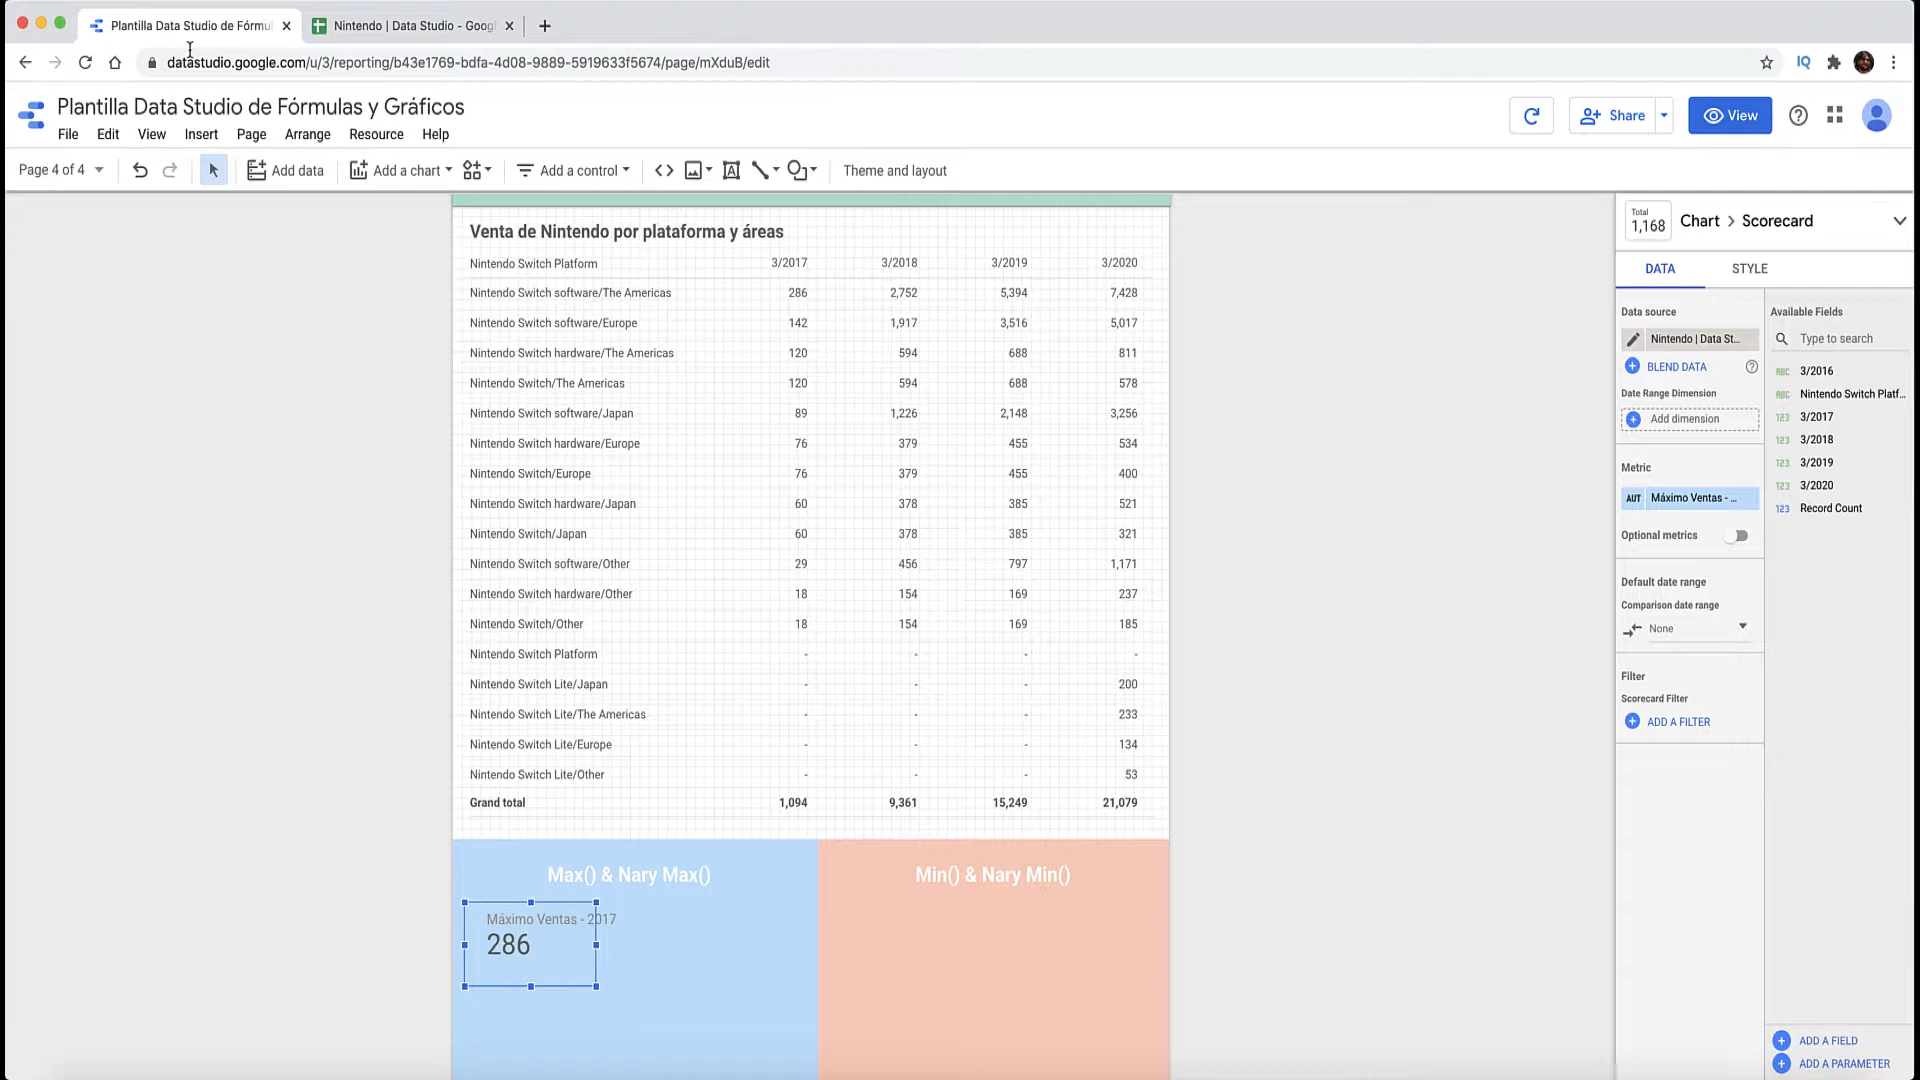 Plantilla Data Studio de Fórmu
Nintendo | Data Studio - Goog
datastudio.google.com/u/3/reporting/b43e1769-bdfa-4d08-9889-5919633f5674/page/mXduB/edit
IQ
Plantilla Data Studio de Fórmulas y Gráficos
File Edit View Insert Page Arrange Resource Help
Share
View
Page 4 of 4
Add data
Add a chart
Add a control
Theme and layout
Venta de Nintendo por plataforma y áreas
Nintendo Switch Platform 3/2017 3/2018 3/2019 3/2020
Nintendo Switch software/The Americas 286 2,752 5,394 7,428
Nintendo Switch software/Europe 142 1,917 3,516 5,017
Nintendo Switch hardware/The Americas 120 594 688 811
Nintendo Switch/The Americas 120 594 688 578
Nintendo Switch software/Japan 89 1,226 2,148 3,256
Nintendo Switch hardware/Europe 76 379 455 534
Nintendo Switch/Europe 76 379 455 400
Nintendo Switch hardware/Japan 60 378 385 521
Nintendo Switch/Japan 60 378 385 321
Nintendo Switch software/Other 29 456 797 1,171
Nintendo Switch hardware/Other 18 154 169 237
Nintendo Switch/Other 18 154 169 185
Nintendo Switch Platform - - - -
Nintendo Switch Lite/Japan - - - 200
Nintendo Switch Lite/The Americas - - - 233
Nintendo Switch Lite/Europe - - - 134
Nintendo Switch Lite/Other - - - 53
Grand total 1,094 9,361 15,249 21,079
Max() & Nary Max()
Máximo Ventas - 2017
286
Min() & Nary Min()
Total
1,168
Chart > Scorecard
DATA STYLE
Data source
Nintendo | Data St...
BLEND DATA
Date Range Dimension
Add dimension
Metric
AUT Máximo Ventas - ...
Optional metrics
Default date range
Comparison date range
None
Filter
Scorecard Filter
ADD A FILTER
Available Fields
Type to search
ABC 3/2016
ABC Nintendo Switch Platf...
123 3/2017
123 3/2018
123 3/2019
123 3/2020
123 Record Count
ADD A FIELD
ADD A PARAMETER